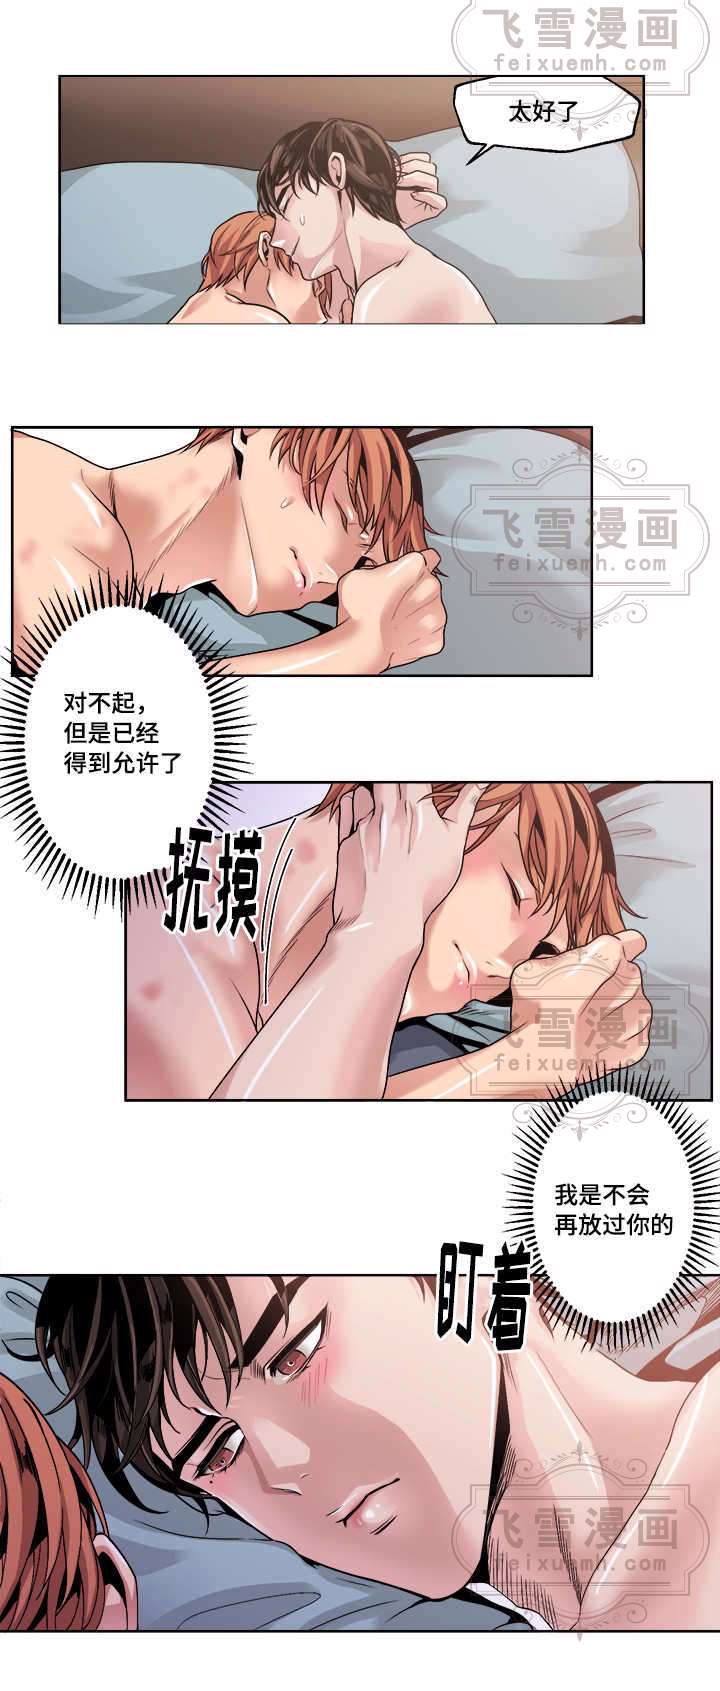 飞雪漫画
feixuemh.com
太好了
飞雪漫画
feixuemh.com
对不起，
但是已经
得到允许了
抚摸
飞雪漫画
feixuemh.com
我是不会
再放过你的
盯着
飞雪漫画
feixuemh.com